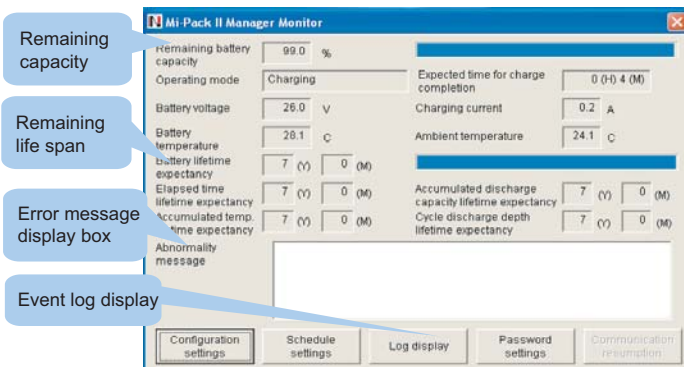 Mi-Pack II Manager Monitor
Remaining capacity
Remaining battery capacity 99.0 %
Operating mode Charging Expected time for charge completion 0 (H) 4 (M)
Battery voltage 26.0 V Charging current 0.2 A
Remaining life span
Battery temperature 28.1 C Ambient temperature 24.1 C
Battery lifetime expectancy 7 (Y) 0 (M)
Elapsed time lifetime expectancy 7 (Y) 0 (M) Accumulated discharge capacity lifetime expectancy 7 (Y) 0 (M)
Accumulated temp. lifetime expectancy 7 (Y) 0 (M) Cycle discharge depth lifetime expectancy 7 (Y) 0 (M)
Error message display box
Abnormality message
Event log display
Configuration settings Schedule settings Log display Password settings Communication resumption